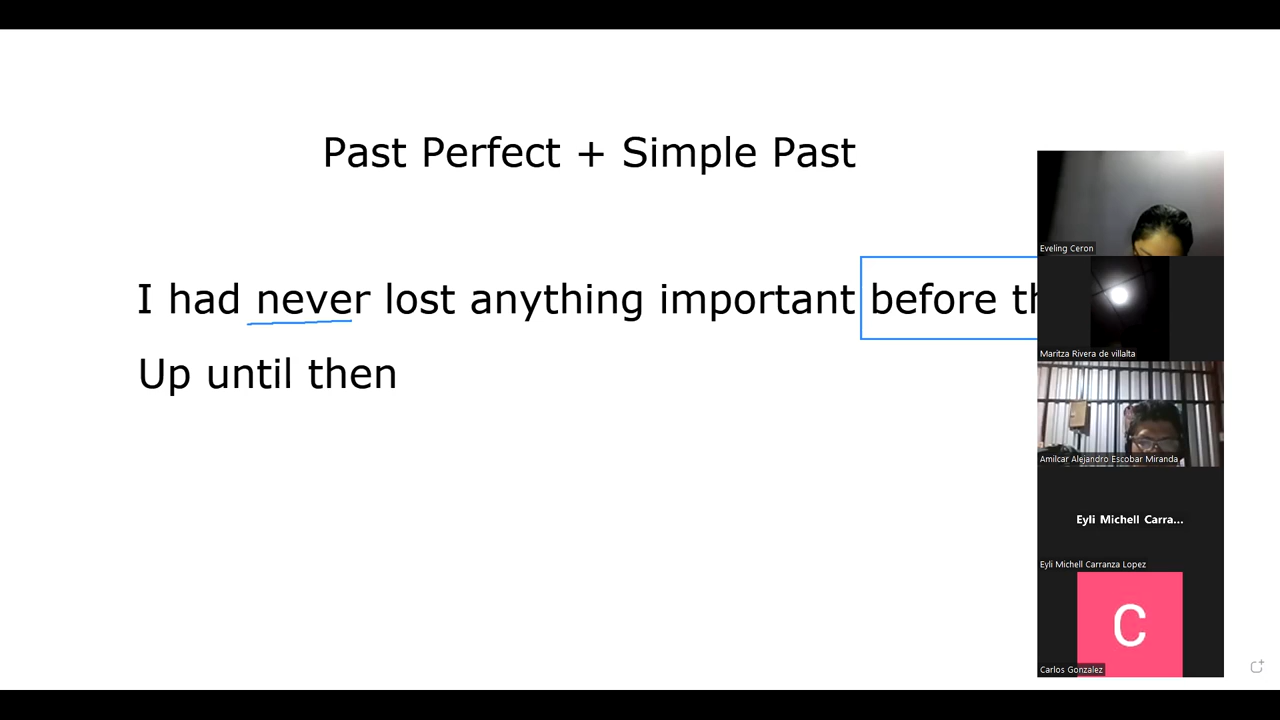 Past Perfect + Simple Past
I had never lost anything important before
Up until then
Eveling Ceron
Maritza Rivera de villalta
Amilcar Alejandro Escobar Miranda
Eyli Michell Carra...
Eyli Michell Carranza Lopez
C
Carlos Gonzalez